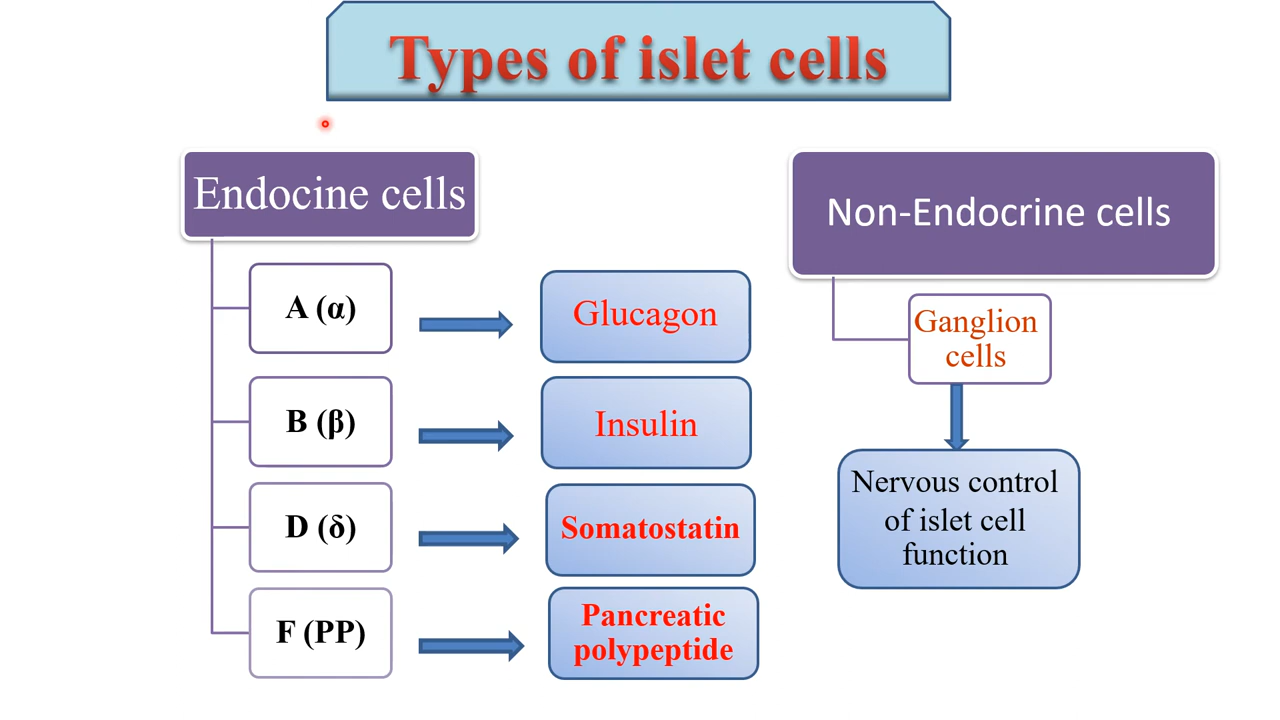 Types of islet cells
Endocine cells
A (α)
Glucagon
B (β)
Insulin
D (δ)
Somatostatin
F (PP)
Pancreatic
polypeptide
Non-Endocrine cells
Ganglion
cells
Nervous control
of islet cell
function